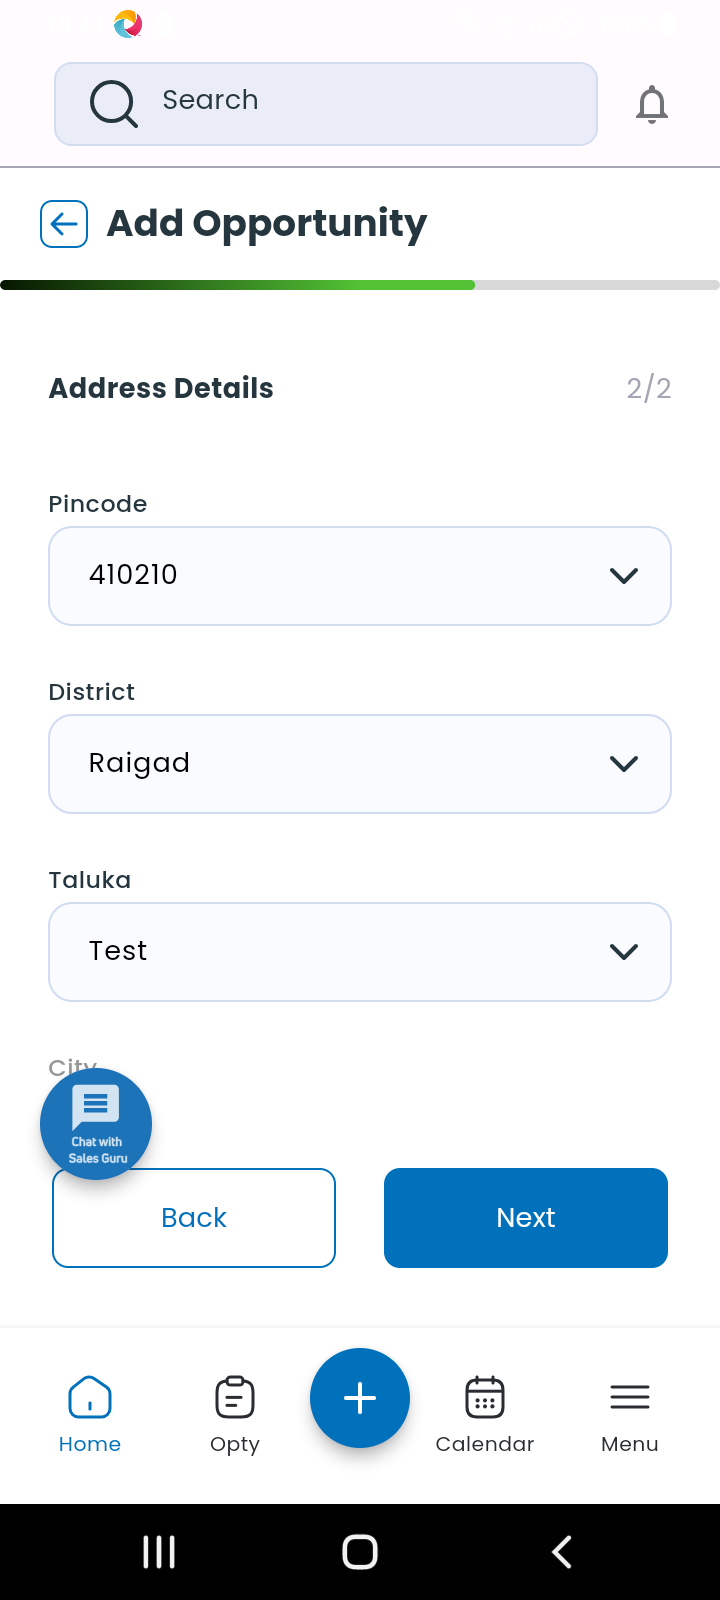 Search
Add Opportunity
Address Details 2/2
Pincode
410210
District
Raigad
Taluka
Test
City
Chat with
Sales Guru
Back Next
Home Opty Calendar Menu